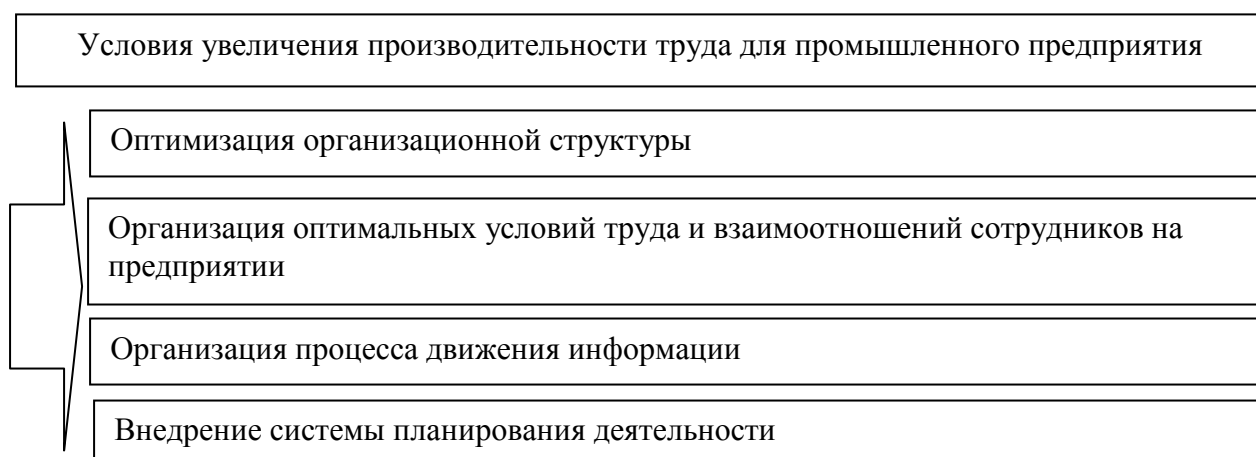 Условия увеличения производительности труда для промышленного предприятия
Оптимизация организационной структуры
Организация оптимальных условий труда и взаимоотношений сотрудников на
предприятии
Организация процесса движения информации
Внедрение системы планирования деятельности